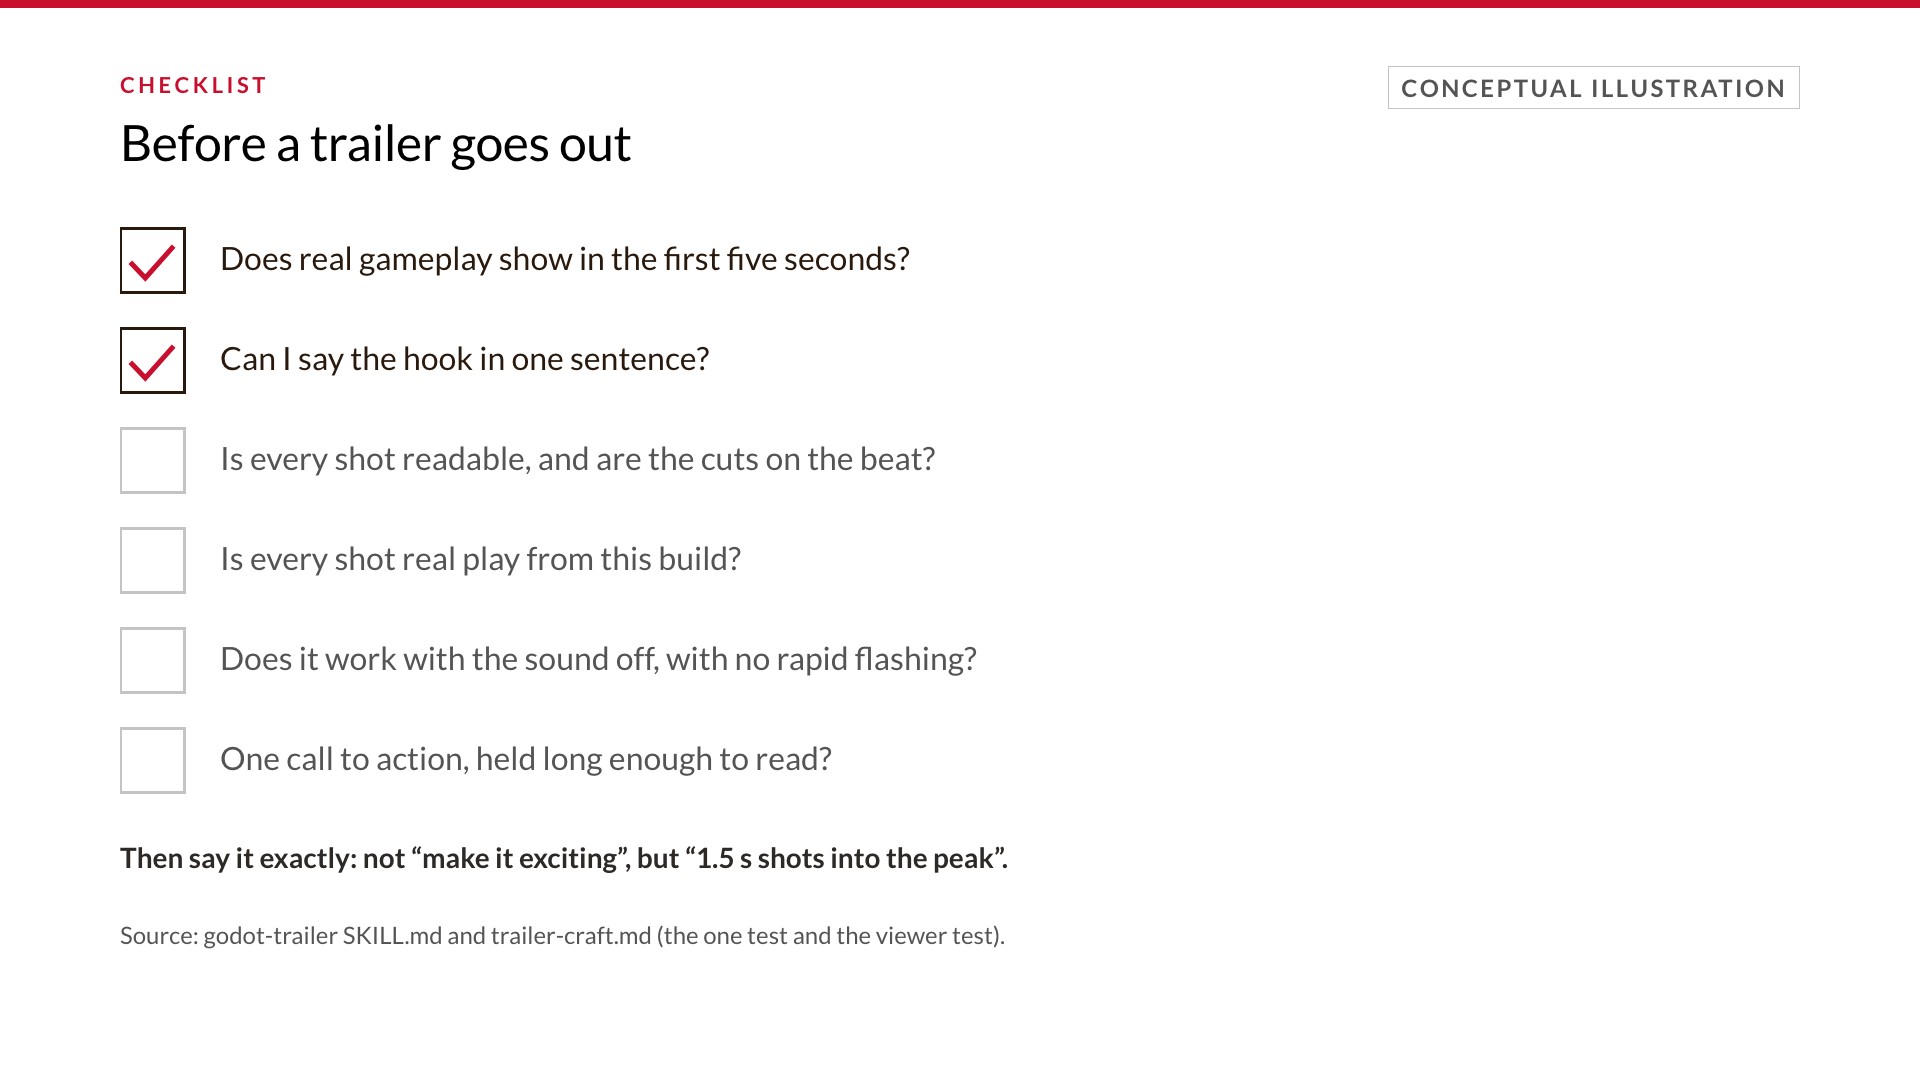 CHECKLIST
CONCEPTUAL ILLUSTRATION
Before a trailer goes out
Does real gameplay show in the first five seconds?
Can I say the hook in one sentence?
Is every shot readable, and are the cuts on the beat?
Is every shot real play from this build?
Does it work with the sound off, with no rapid flashing?
One call to action, held long enough to read?
Then say it exactly: not “make it exciting”, but “1.5 s shots into the peak”.
Source: godot-trailer SKILL.md and trailer-craft.md (the one test and the viewer test).